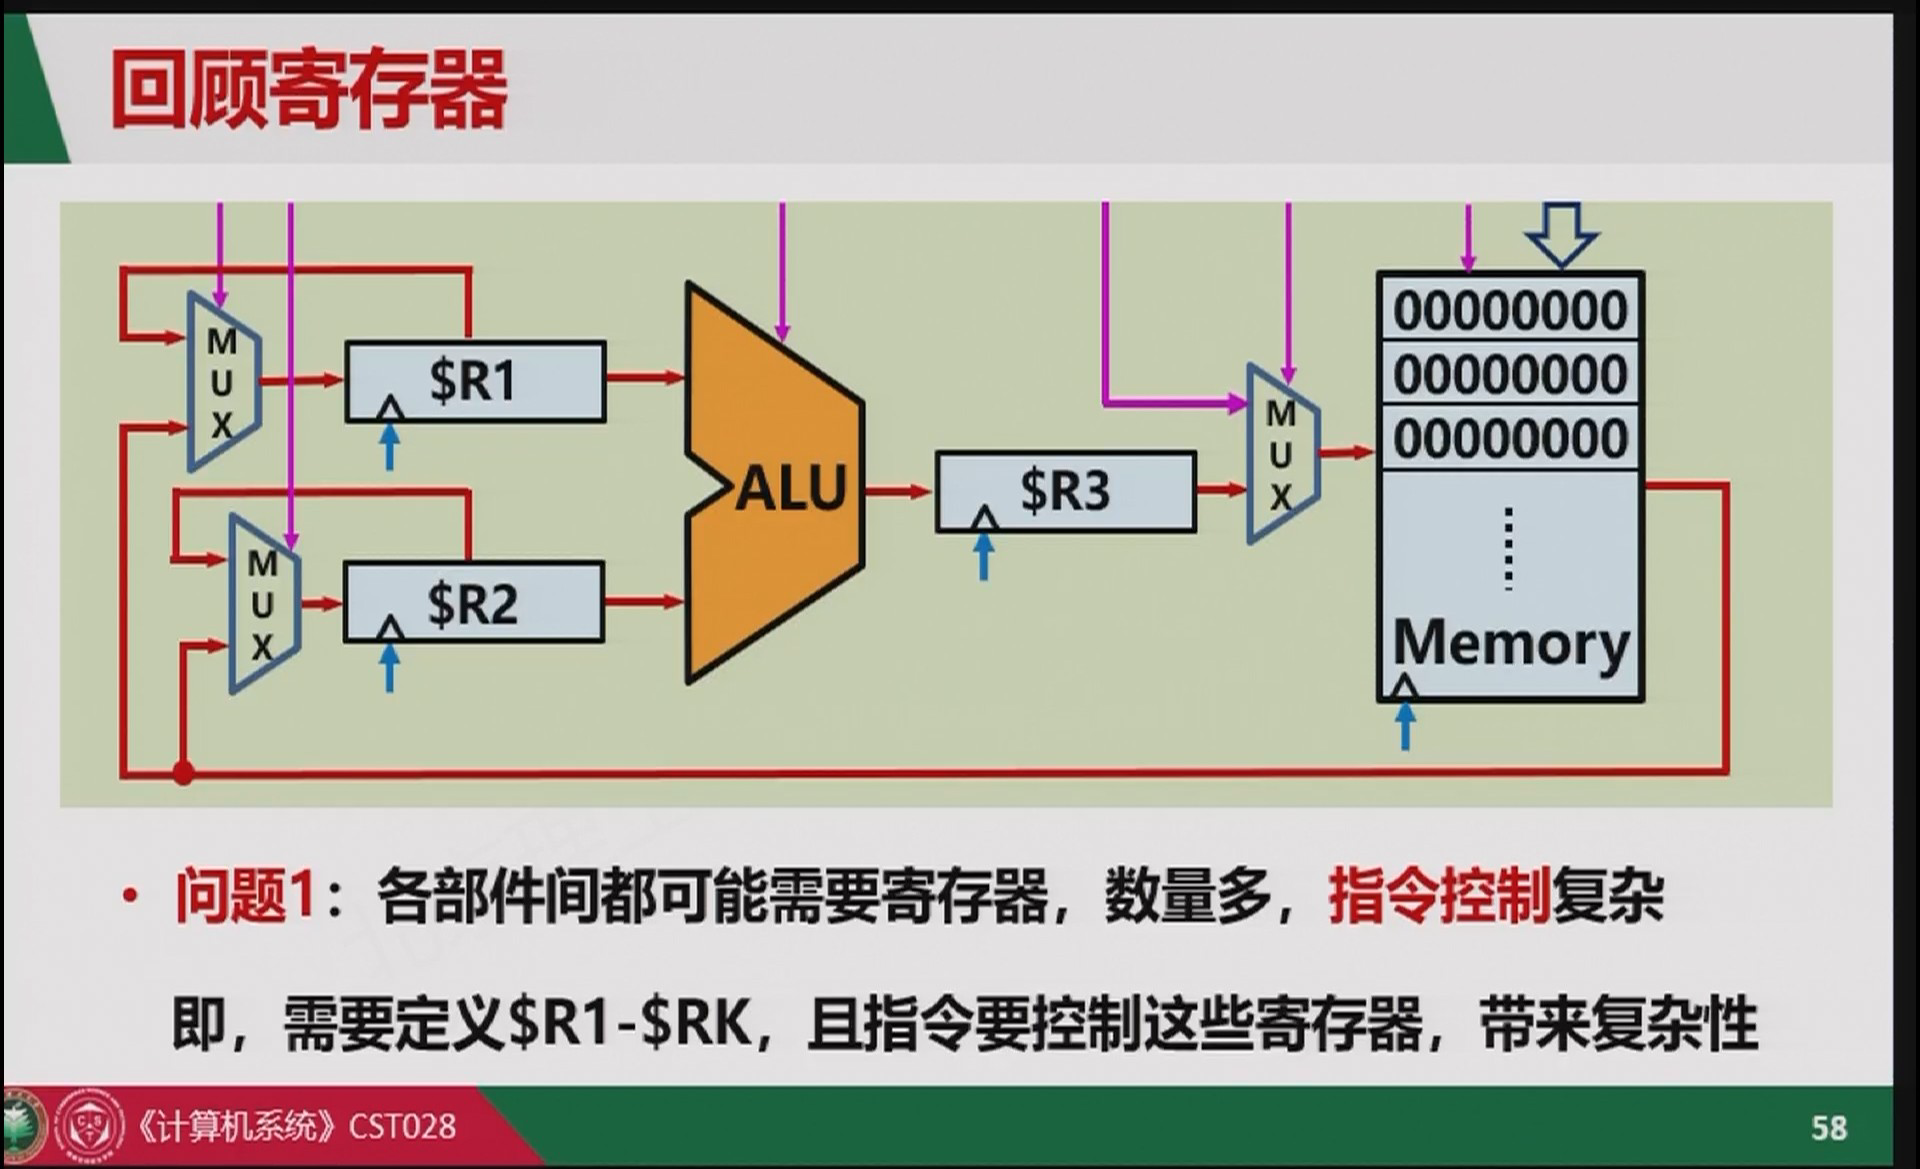 回顾寄存器
M
U
X
$R1
M
U
X
$R2
ALU
$R3
M
U
X
00000000
00000000
00000000
Memory
• 问题1：各部件间都可能需要寄存器，数量多，指令控制复杂
即，需要定义$R1-$RK，且指令要控制这些寄存器，带来复杂性
《计算机系统》CST028
58